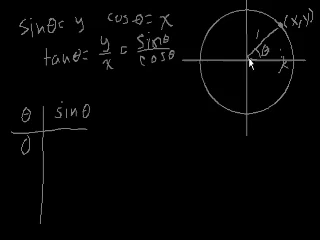 sinθ = y cosθ = x
tanθ = y/x = sinθ/cosθ
(x,y)
1
θ
x
θ sinθ
0